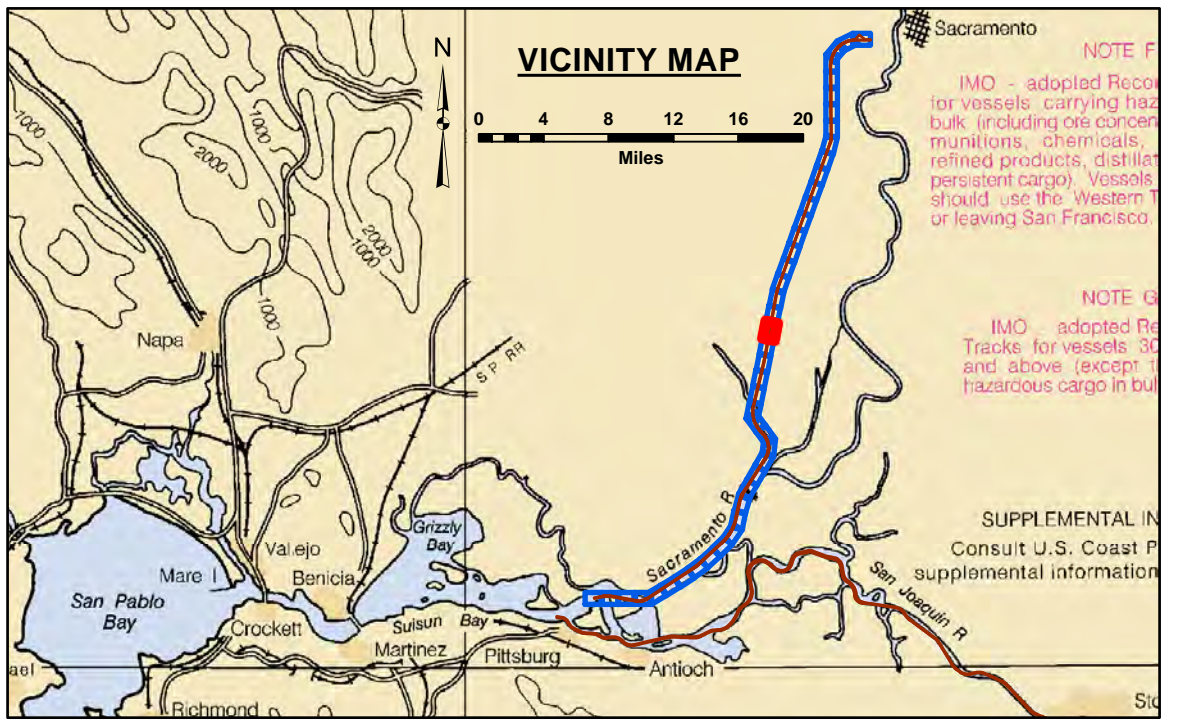 N
VICINITY MAP
0 4 8 12 16 20
Miles
Sacramento
NOTE F
IMO - adopted Recor
for vessels carrying haz
bulk (including ore concen
munitions, chemicals,
refined products, distillat
persistent cargo). Vessels
should use the Western T
or leaving San Francisco.
NOTE G
IMO - adopted Re
Tracks for vessels 30
and above (except t
hazardous cargo in bul
1000
1000
2000
2000
1000
1000
Napa
S P RR
Grizzly
Bay
Sacramento R
SUPPLEMENTAL IN
Consult U.S. Coast P
supplemental information
Vallejo
Mare I
Benicia
San Pablo
Bay
Crockett
Suisun Bay
Martinez
Pittsburg
Antioch
San Joaquin R
ael
Richmond
Sto